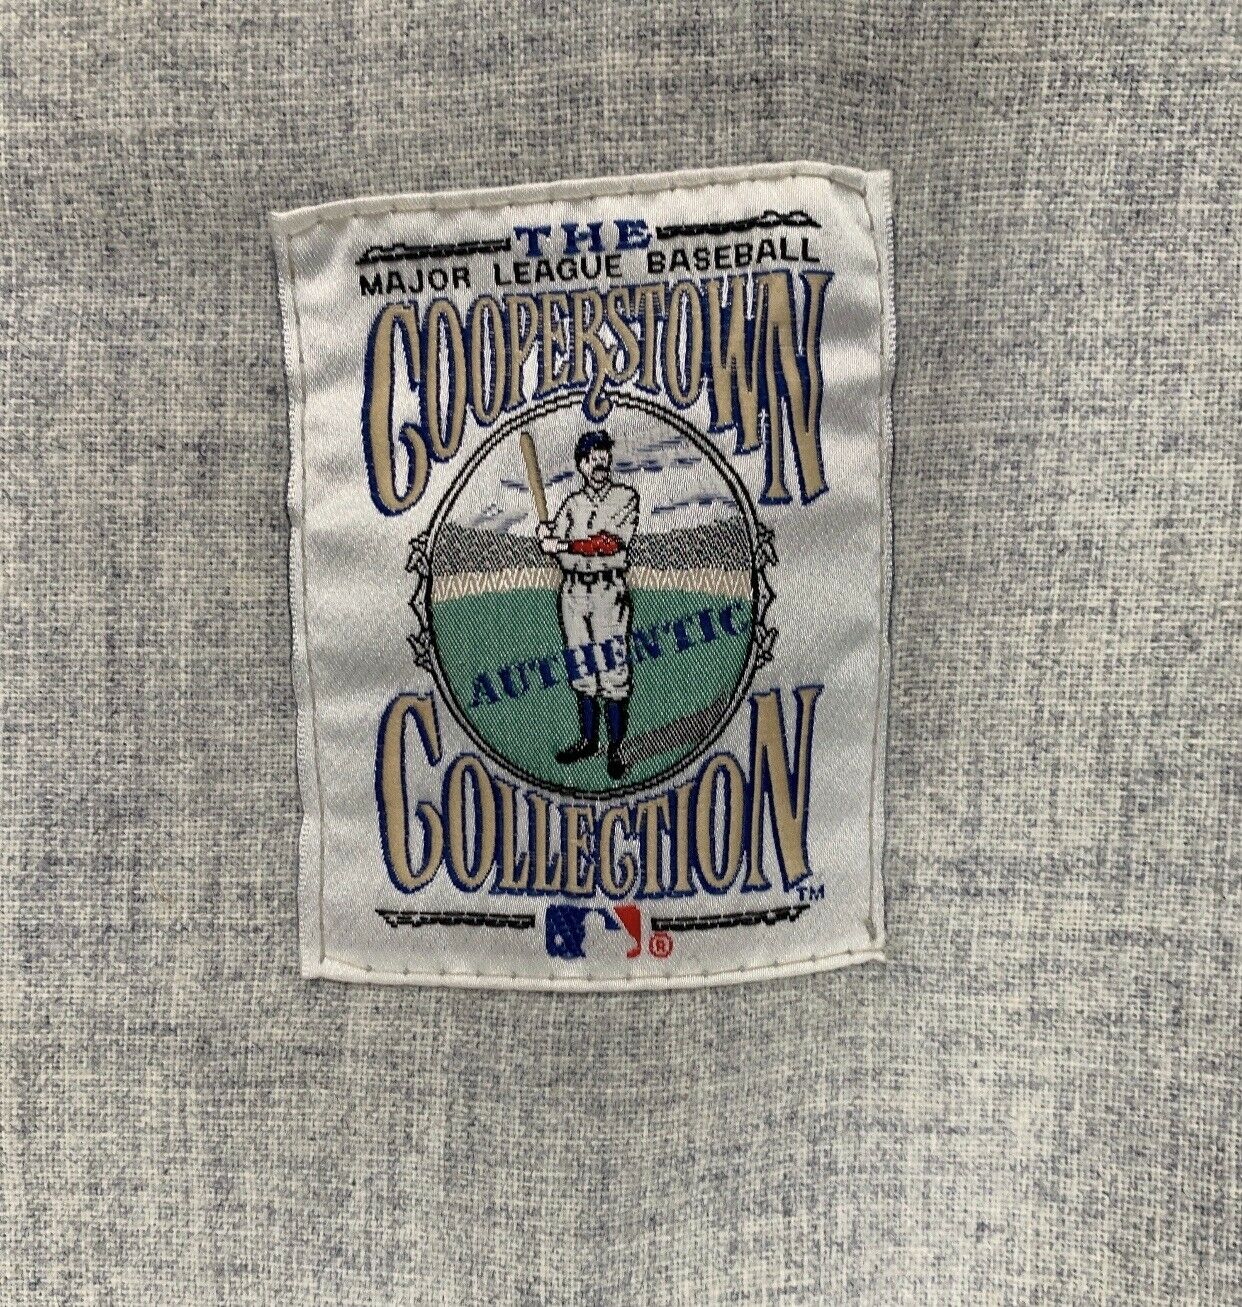 THE
MAJOR LEAGUE BASEBALL
COOPERSTOWN
AUTHENTIC
COLLECTION
TM
®